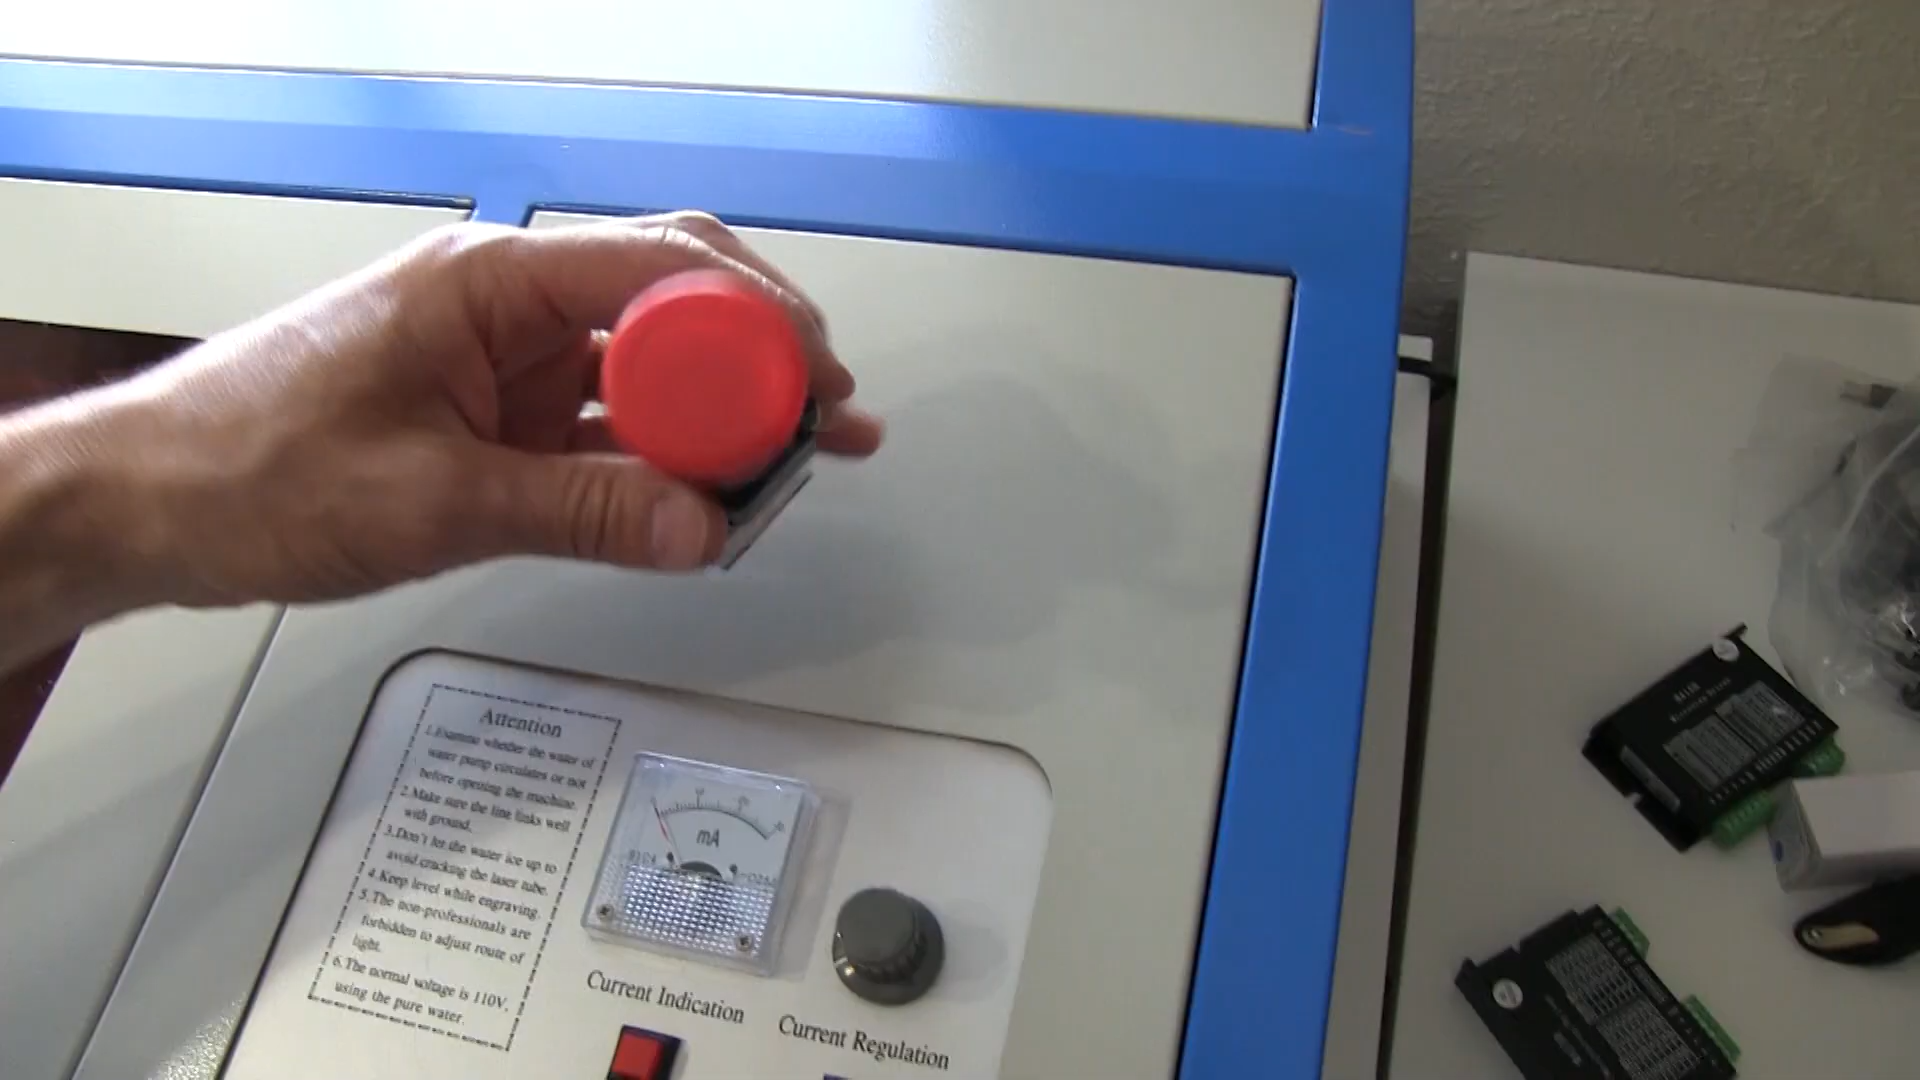 Attention
1.Examine whether the water of
water pump circulates or not
before opening the machine.
2.Make sure the line links well
with ground.
3.Don't let the water ice up to
avoid cracking the laser tube.
4.Keep level while engraving.
5.The non-professionals are
forbidden to adjust route of
light.
6.The normal voltage is 110V,
using the pure water.
mA
Current Indication
Current Regulation